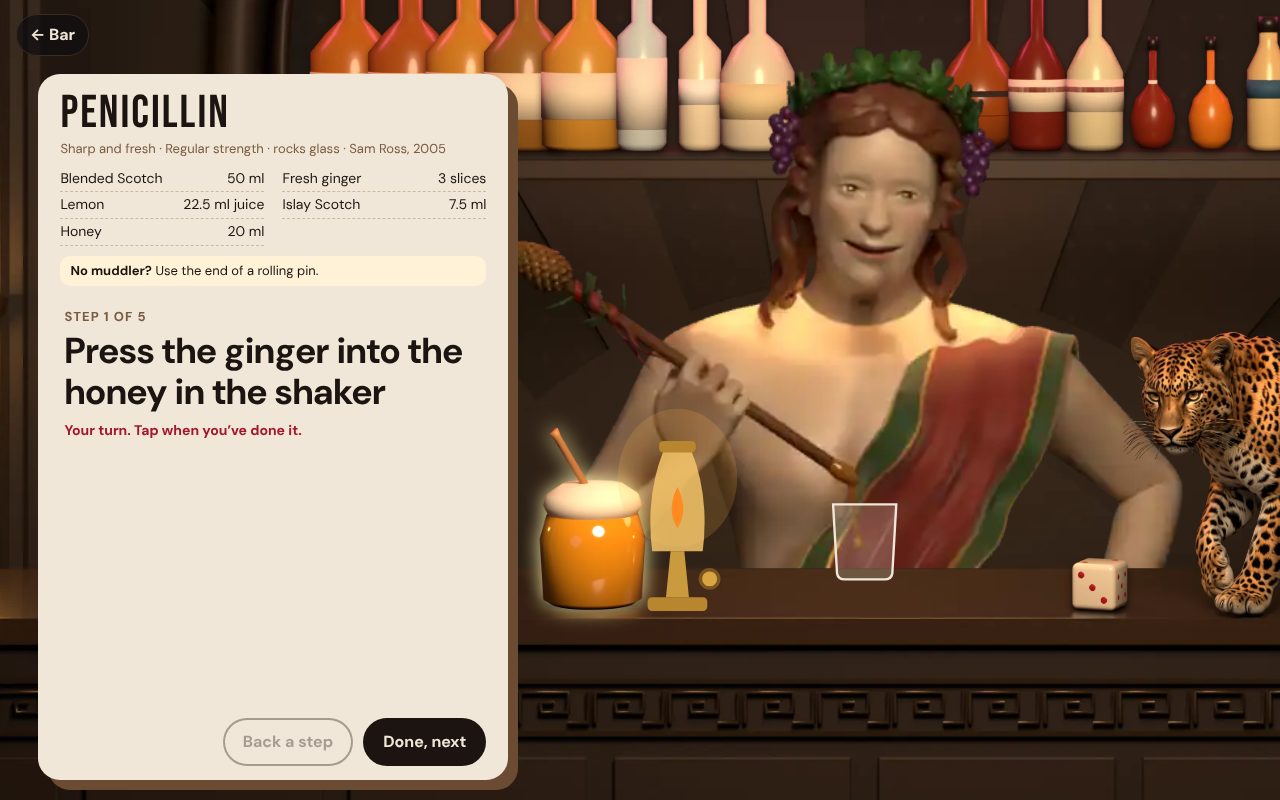 ← Bar
PENICILLIN
Sharp and fresh · Regular strength · rocks glass · Sam Ross, 2005
Blended Scotch 50 ml
Lemon 22.5 ml juice
Honey 20 ml
Fresh ginger 3 slices
Islay Scotch 7.5 ml
No muddler? Use the end of a rolling pin.
STEP 1 OF 5
Press the ginger into the
honey in the shaker
Your turn. Tap when you’ve done it.
Back a step
Done, next